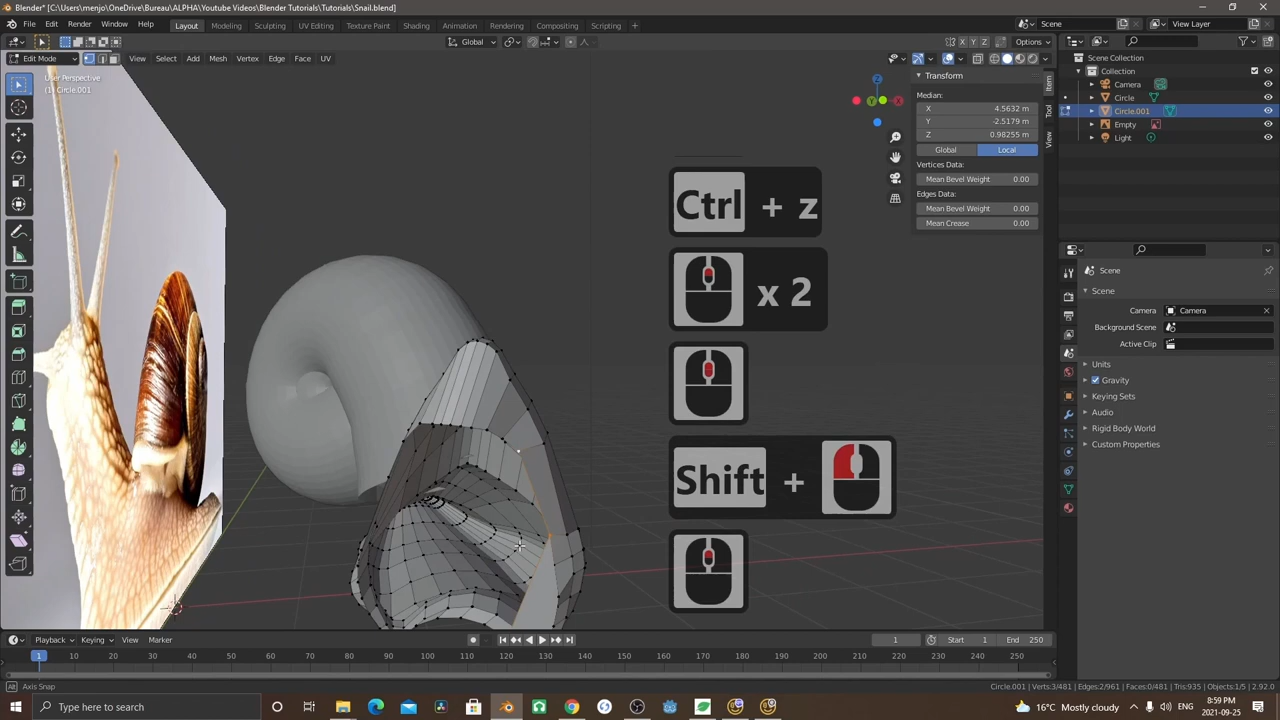 Blender* [C:\Users\menjo\OneDrive\Bureau\ALPHA\Youtube Videos\Blender Tutorials\Tutorials\Snail.blend]
File Edit Render Window Help Layout Modeling Sculpting UV Editing Texture Paint Shading Animation Rendering Compositing Scripting + Scene View Layer
Global X Y Z Options
Edit Mode View Select Add Mesh Vertex Edge Face UV
User Perspective
(1) Circle.001
Transform
Median:
X 4.5632 m
Y -2.5179 m
Z 0.98255 m
Global Local
Vertices Data:
Mean Bevel Weight 0.00
Edges Data:
Mean Bevel Weight 0.00
Mean Crease 0.00
Item
Tool
View
Z
X
Y
Ctrl + z
x 2
Shift +
Scene Collection
Collection
Camera
Circle
Circle.001
Empty
Light
Scene
Scene
Camera Camera
Background Scene
Active Clip
Units
Gravity
Keying Sets
Audio
Rigid Body World
Custom Properties
Playback Keying View Marker 1 Start 1 End 250
1 10 20 30 40 50 60 70 80 90 100 110 120 130 140 150 160 170 180 190 200 210 220 230 240 250
Axis Snap Circle.001 | Verts:3/481 | Edges:2/961 | Faces:0/481 | Tris:935 | Objects:1/5 | 2.92.0
Type here to search 16°C Mostly cloudy 8:59 PM
2021-09-25